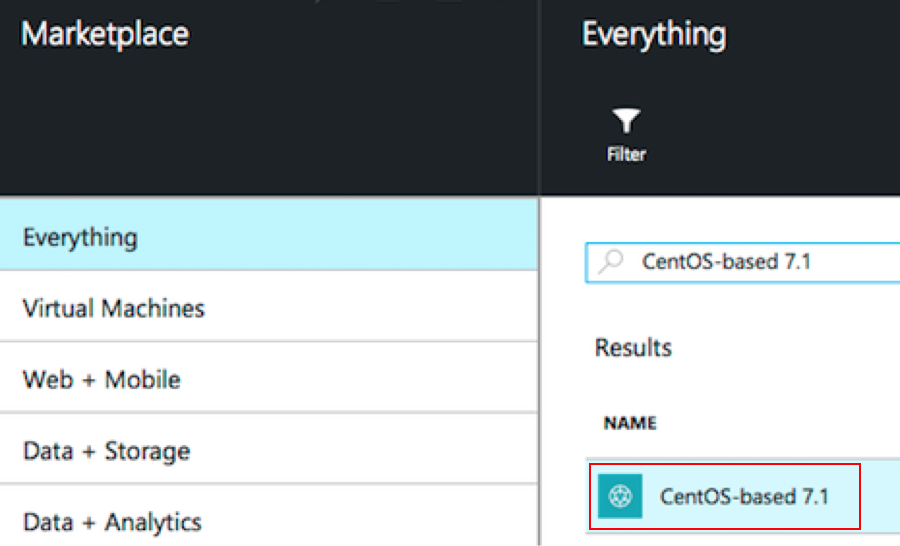 Marketplace
Everything
Filter
Everything
Virtual Machines
Web + Mobile
Data + Storage
Data + Analytics
CentOS-based 7.1
Results
NAME
CentOS-based 7.1